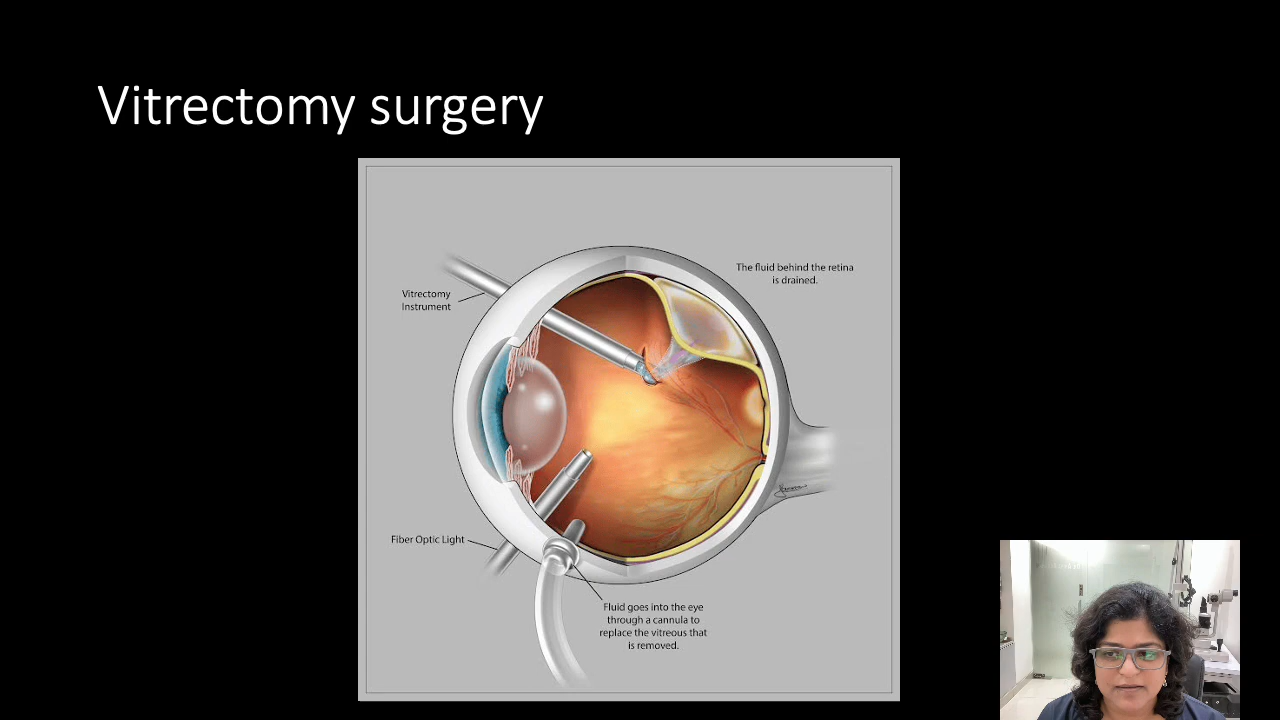 Vitrectomy surgery
The fluid behind the retina
is drained.
Vitrectomy
Instrument
Fiber Optic Light
Fluid goes into the eye
through a cannula to
replace the vitreous that
is removed.